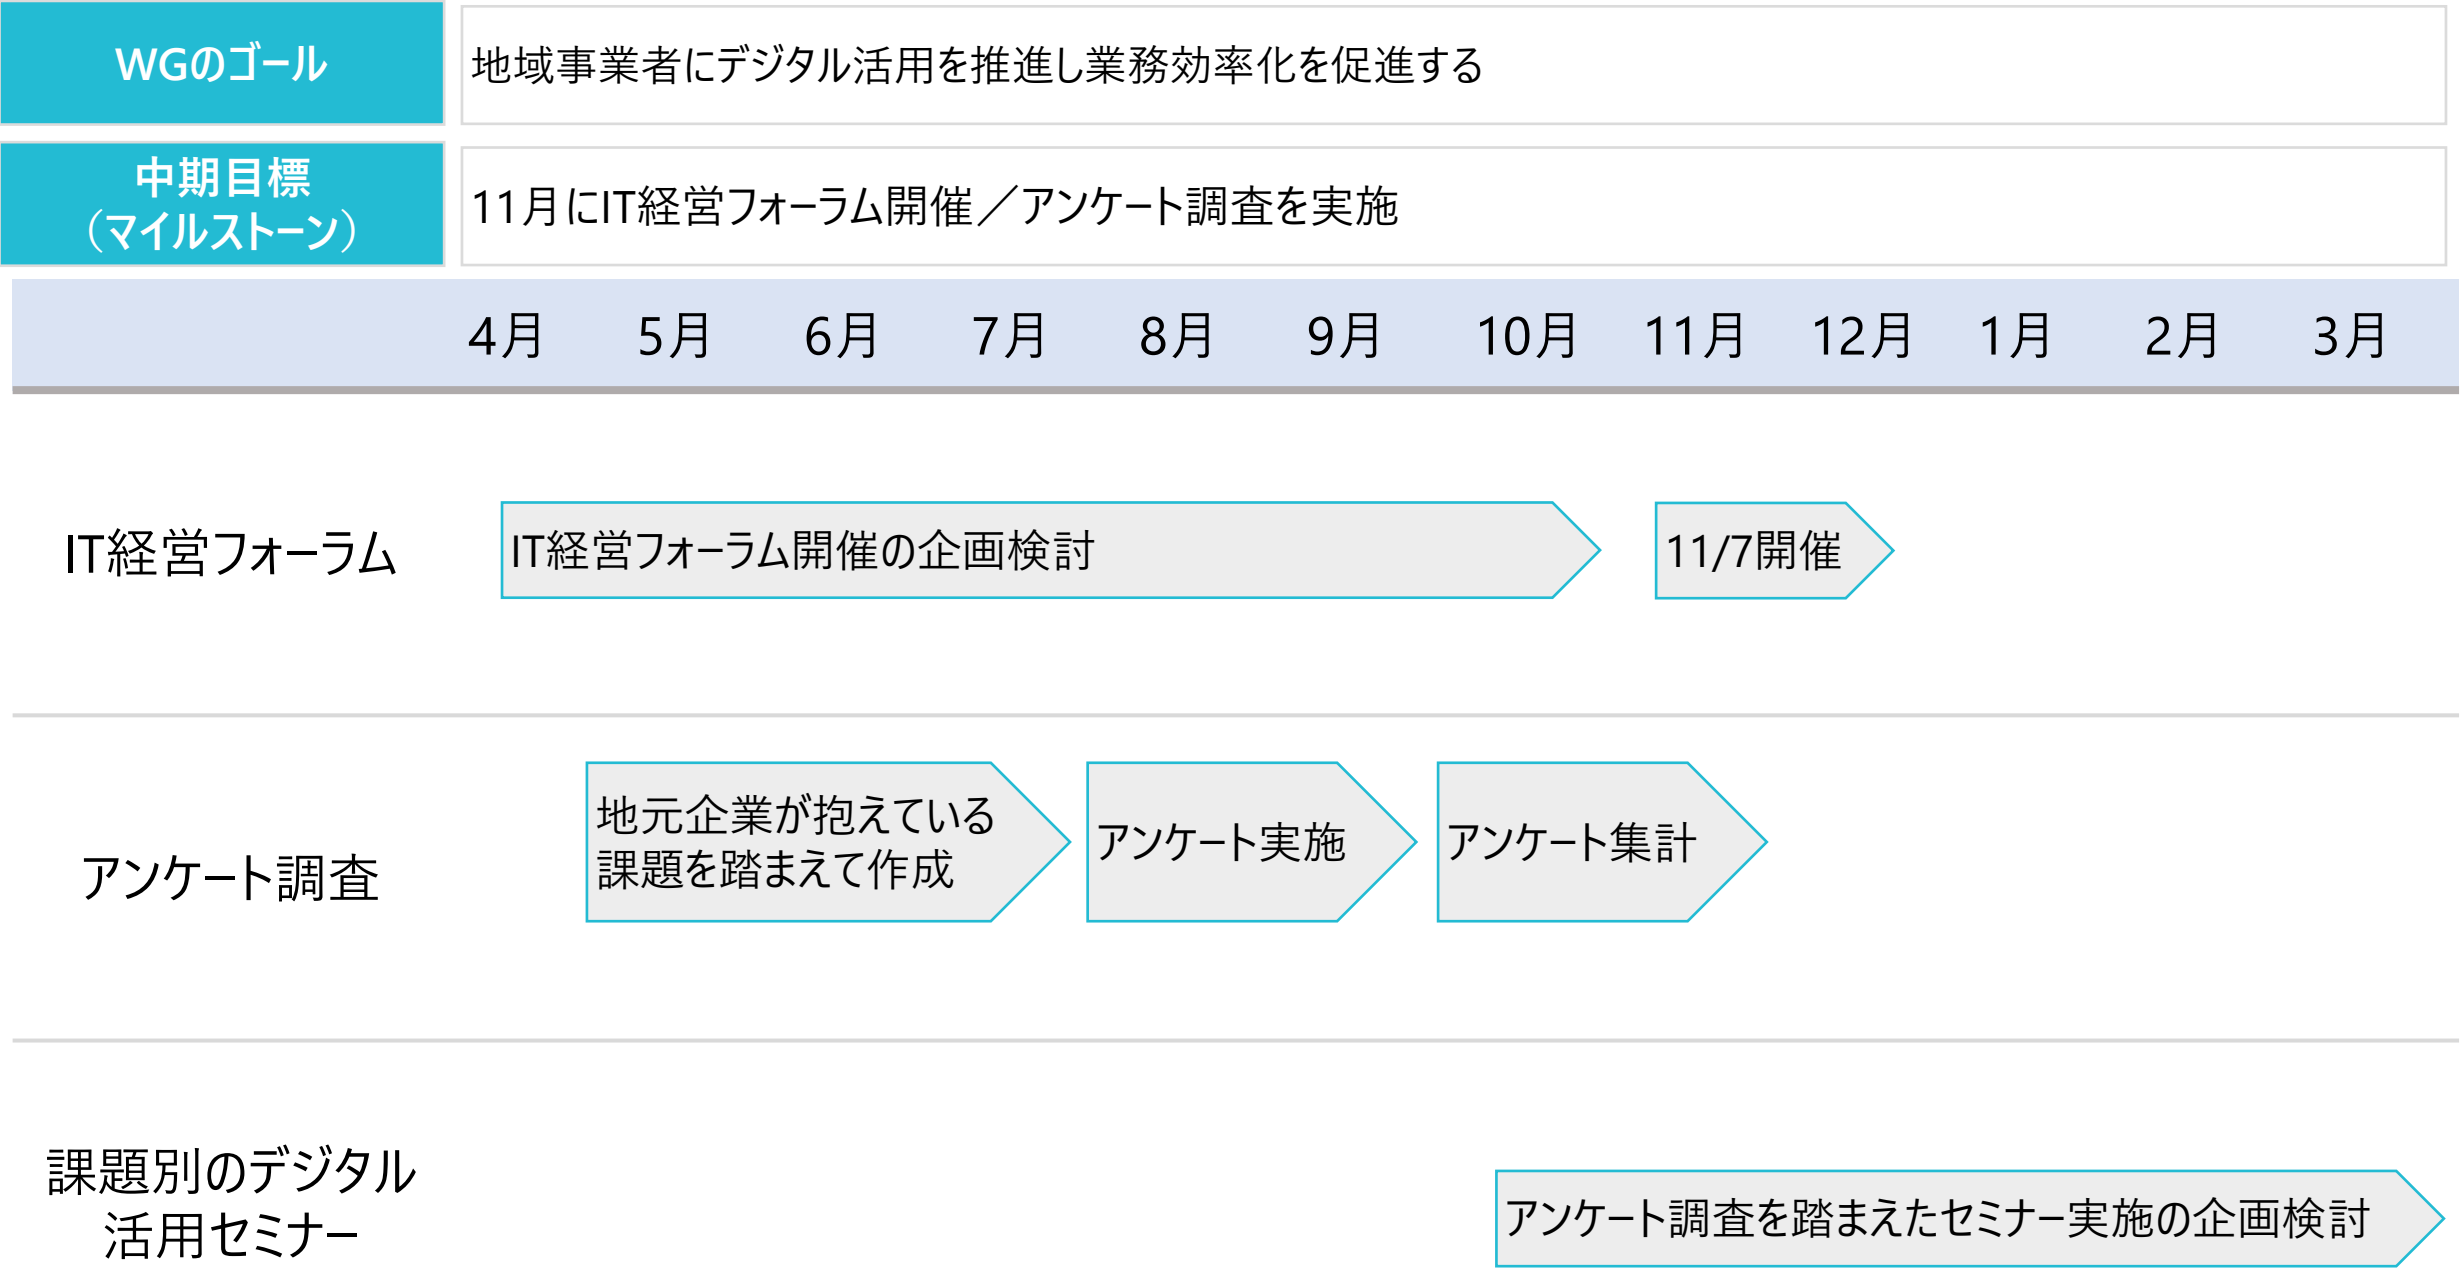 WGのゴール
地域事業者にデジタル活用を推進し業務効率化を促進する
中期目標
（マイルストーン）
11月にIT経営フォーラム開催／アンケート調査を実施
4月 5月 6月 7月 8月 9月 10月 11月 12月 1月 2月 3月
IT経営フォーラム
IT経営フォーラム開催の企画検討
11/7開催
アンケート調査
地元企業が抱えている
課題を踏まえて作成
アンケート実施
アンケート集計
課題別のデジタル
活用セミナー
アンケート調査を踏まえたセミナー実施の企画検討